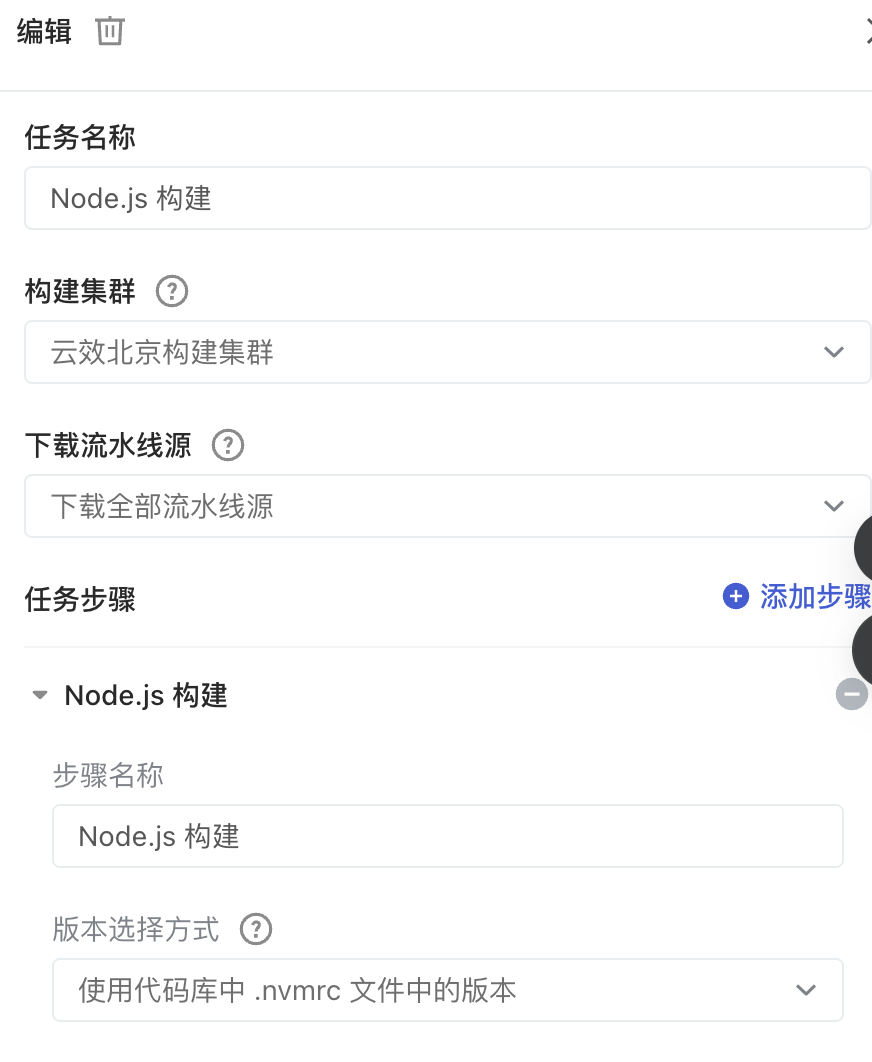 编辑
任务名称
Node.js 构建
构建集群 ?
云效北京构建集群
下载流水线源 ?
下载全部流水线源
任务步骤
添加步骤
Node.js 构建
步骤名称
Node.js 构建
版本选择方式 ?
使用代码库中 .nvmrc 文件中的版本